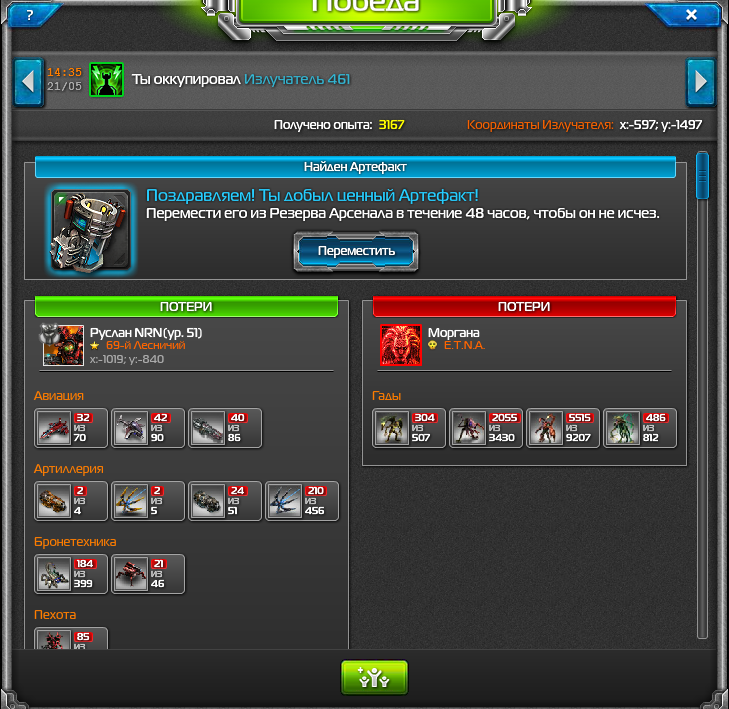 Победа
?
14:35
21/05
Ты оккупировал Излучатель 461
Получено опыта: 3167
Координаты Излучателя: x:-597; y:-1497
Найден Артефакт
Поздравляем! Ты добыл ценный Артефакт!
Перемести его из Резерва Арсенала в течение 48 часов, чтобы он не исчез.
Переместить
ПОТЕРИ
Руслан NRN(ур. 51)
69-й Лесничий
x:-1019; y:-840
Авиация
32 из 70
42 из 90
40 из 86
Артиллерия
2 из 4
2 из 5
24 из 51
210 из 456
Бронетехника
184 из 399
21 из 46
Пехота
85 из
ПОТЕРИ
Моргана
E.T.N.A.
Гады
304 из 507
2055 из 3430
5515 из 9207
486 из 812